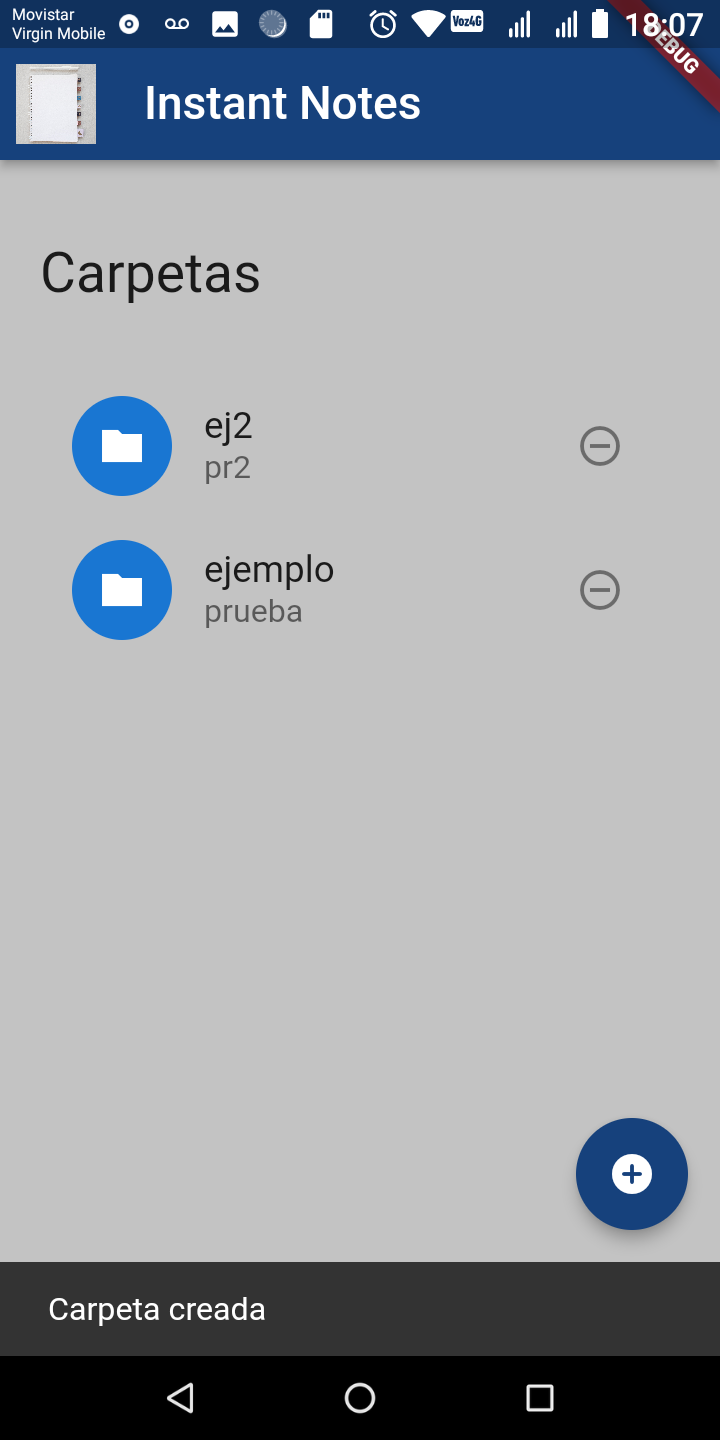 Movistar
Virgin Mobile
Voz4G
18:07
DEBUG
Instant Notes
Carpetas
ej2
pr2
ejemplo
prueba
Carpeta creada